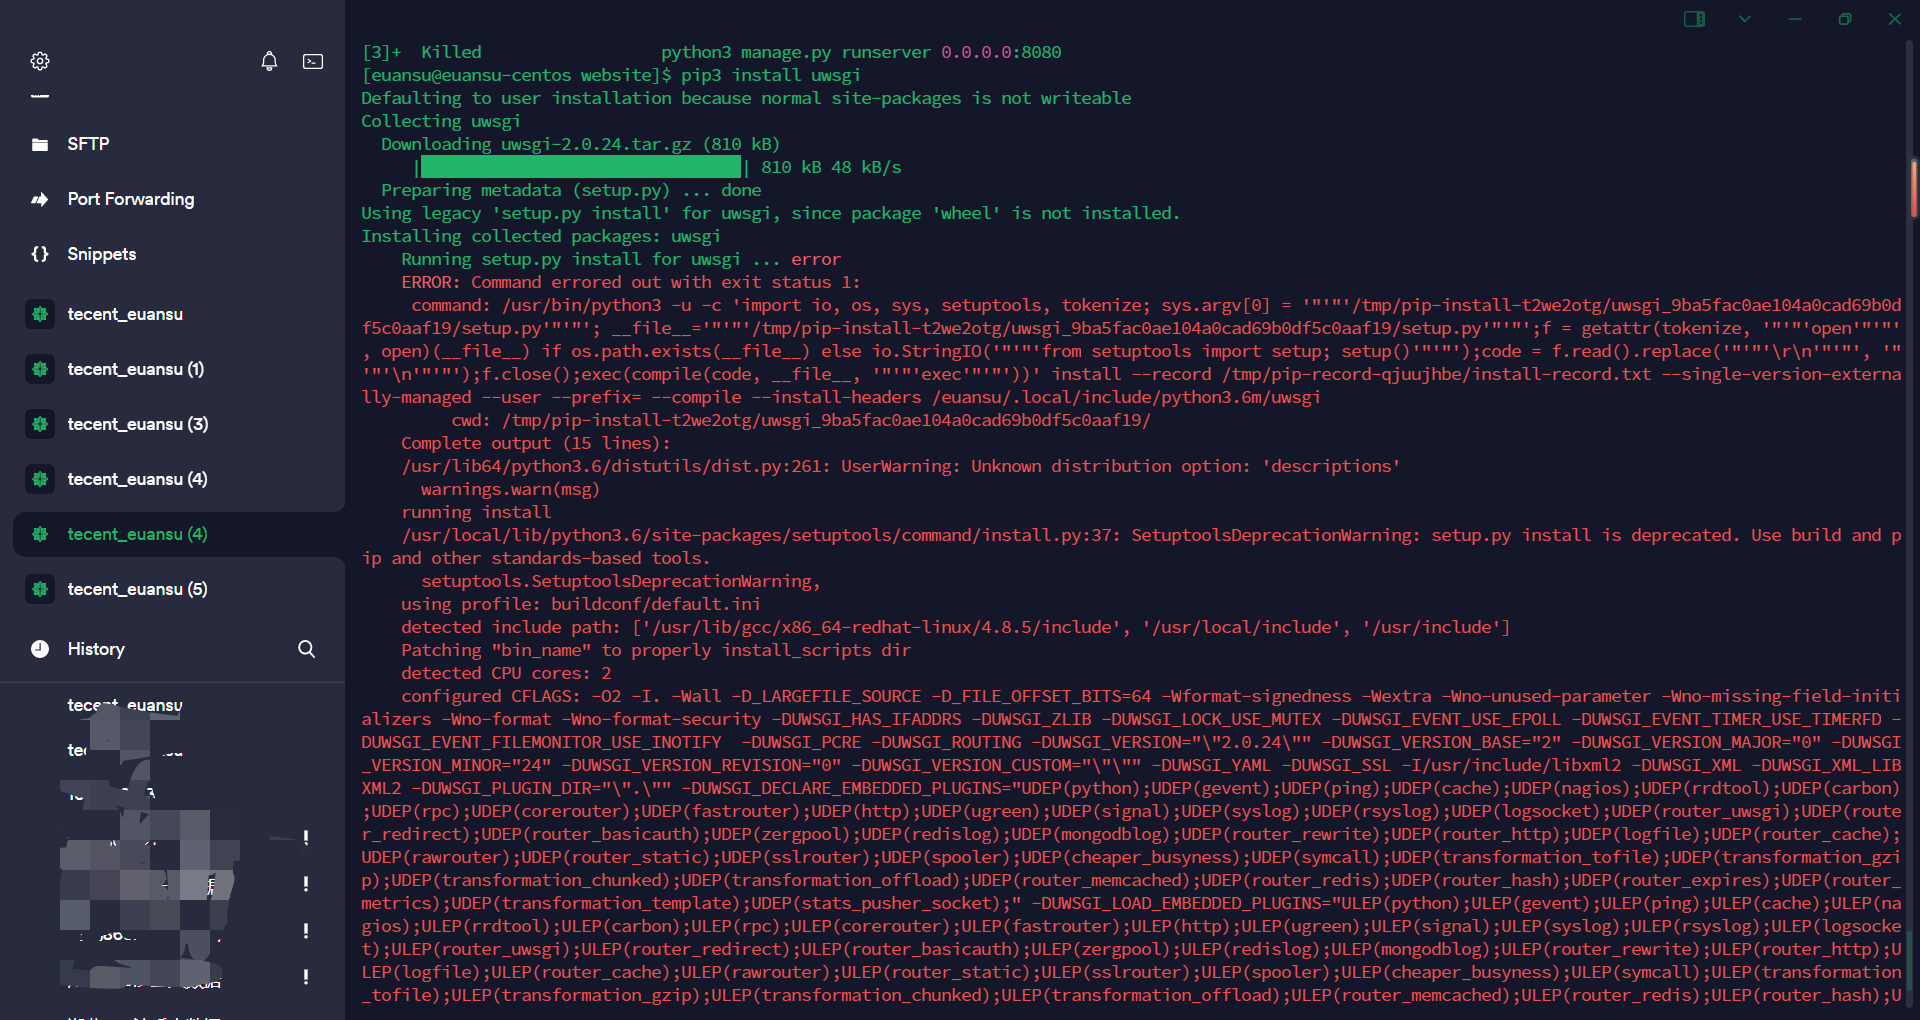 SFTP
Port Forwarding
Snippets
tecent_euansu
tecent_euansu (1)
tecent_euansu (3)
tecent_euansu (4)
tecent_euansu (4)
tecent_euansu (5)
History
tecent_euansu
[3]+  Killed                  python3 manage.py runserver 0.0.0.0:8080
[euansu@euansu-centos website]$ pip3 install uwsgi
Defaulting to user installation because normal site-packages is not writeable
Collecting uwsgi
  Downloading uwsgi-2.0.24.tar.gz (810 kB)
     |████████████████████████████████| 810 kB 48 kB/s
  Preparing metadata (setup.py) ... done
Using legacy 'setup.py install' for uwsgi, since package 'wheel' is not installed.
Installing collected packages: uwsgi
    Running setup.py install for uwsgi ... error
    ERROR: Command errored out with exit status 1:
     command: /usr/bin/python3 -u -c 'import io, os, sys, setuptools, tokenize; sys.argv[0] = '"'"'/tmp/pip-install-t2we2otg/uwsgi_9ba5fac0ae104a0cad69b0d
f5c0aaf19/setup.py'"'"'; __file__='"'"'/tmp/pip-install-t2we2otg/uwsgi_9ba5fac0ae104a0cad69b0df5c0aaf19/setup.py'"'"';f = getattr(tokenize, '"'"'open'"'"'
, open)(__file__) if os.path.exists(__file__) else io.StringIO('"'"'from setuptools import setup; setup()'"'"');code = f.read().replace('"'"'\r\n'"'"', '"
'"'\n'"'"');f.close();exec(compile(code, __file__, '"'"'exec'"'"'))' install --record /tmp/pip-record-qjuujhbe/install-record.txt --single-version-externa
lly-managed --user --prefix= --compile --install-headers /euansu/.local/include/python3.6m/uwsgi
         cwd: /tmp/pip-install-t2we2otg/uwsgi_9ba5fac0ae104a0cad69b0df5c0aaf19/
    Complete output (15 lines):
    /usr/lib64/python3.6/distutils/dist.py:261: UserWarning: Unknown distribution option: 'descriptions'
      warnings.warn(msg)
    running install
    /usr/local/lib/python3.6/site-packages/setuptools/command/install.py:37: SetuptoolsDeprecationWarning: setup.py install is deprecated. Use build and p
ip and other standards-based tools.
      setuptools.SetuptoolsDeprecationWarning,
    using profile: buildconf/default.ini
    detected include path: ['/usr/lib/gcc/x86_64-redhat-linux/4.8.5/include', '/usr/local/include', '/usr/include']
    Patching "bin_name" to properly install_scripts dir
    detected CPU cores: 2
    configured CFLAGS: -O2 -I. -Wall -D_LARGEFILE_SOURCE -D_FILE_OFFSET_BITS=64 -Wformat-signedness -Wextra -Wno-unused-parameter -Wno-missing-field-initi
alizers -Wno-format -Wno-format-security -DUWSGI_HAS_IFADDRS -DUWSGI_ZLIB -DUWSGI_LOCK_USE_MUTEX -DUWSGI_EVENT_USE_EPOLL -DUWSGI_EVENT_TIMER_USE_TIMERFD -
DUWSGI_EVENT_FILEMONITOR_USE_INOTIFY  -DUWSGI_PCRE -DUWSGI_ROUTING -DUWSGI_VERSION="\"2.0.24\"" -DUWSGI_VERSION_BASE="2" -DUWSGI_VERSION_MAJOR="0" -DUWSGI
_VERSION_MINOR="24" -DUWSGI_VERSION_REVISION="0" -DUWSGI_VERSION_CUSTOM="\"\"" -DUWSGI_YAML -DUWSGI_SSL -I/usr/include/libxml2 -DUWSGI_XML -DUWSGI_XML_LIB
XML2 -DUWSGI_PLUGIN_DIR="\".\"" -DUWSGI_DECLARE_EMBEDDED_PLUGINS="UDEP(python);UDEP(gevent);UDEP(ping);UDEP(cache);UDEP(nagios);UDEP(rrdtool);UDEP(carbon)
;UDEP(rpc);UDEP(corerouter);UDEP(fastrouter);UDEP(http);UDEP(ugreen);UDEP(signal);UDEP(syslog);UDEP(rsyslog);UDEP(logsocket);UDEP(router_uwsgi);UDEP(route
r_redirect);UDEP(router_basicauth);UDEP(zergpool);UDEP(redislog);UDEP(mongodblog);UDEP(router_rewrite);UDEP(router_http);UDEP(logfile);UDEP(router_cache);
UDEP(rawrouter);UDEP(router_static);UDEP(sslrouter);UDEP(spooler);UDEP(cheaper_busyness);UDEP(symcall);UDEP(transformation_tofile);UDEP(transformation_gzi
p);UDEP(transformation_chunked);UDEP(transformation_offload);UDEP(router_memcached);UDEP(router_redis);UDEP(router_hash);UDEP(router_expires);UDEP(router_
metrics);UDEP(transformation_template);UDEP(stats_pusher_socket);" -DUWSGI_LOAD_EMBEDDED_PLUGINS="ULEP(python);ULEP(gevent);ULEP(ping);ULEP(cache);ULEP(na
gios);ULEP(rrdtool);ULEP(carbon);ULEP(rpc);ULEP(corerouter);ULEP(fastrouter);ULEP(http);ULEP(ugreen);ULEP(signal);ULEP(syslog);ULEP(rsyslog);ULEP(logsocke
t);ULEP(router_uwsgi);ULEP(router_redirect);ULEP(router_basicauth);ULEP(zergpool);ULEP(redislog);ULEP(mongodblog);ULEP(router_rewrite);ULEP(router_http);U
LEP(logfile);ULEP(router_cache);ULEP(rawrouter);ULEP(router_static);ULEP(sslrouter);ULEP(spooler);ULEP(cheaper_busyness);ULEP(symcall);ULEP(transformation
_tofile);ULEP(transformation_gzip);ULEP(transformation_chunked);ULEP(transformation_offload);ULEP(router_memcached);ULEP(router_redis);ULEP(router_hash);U